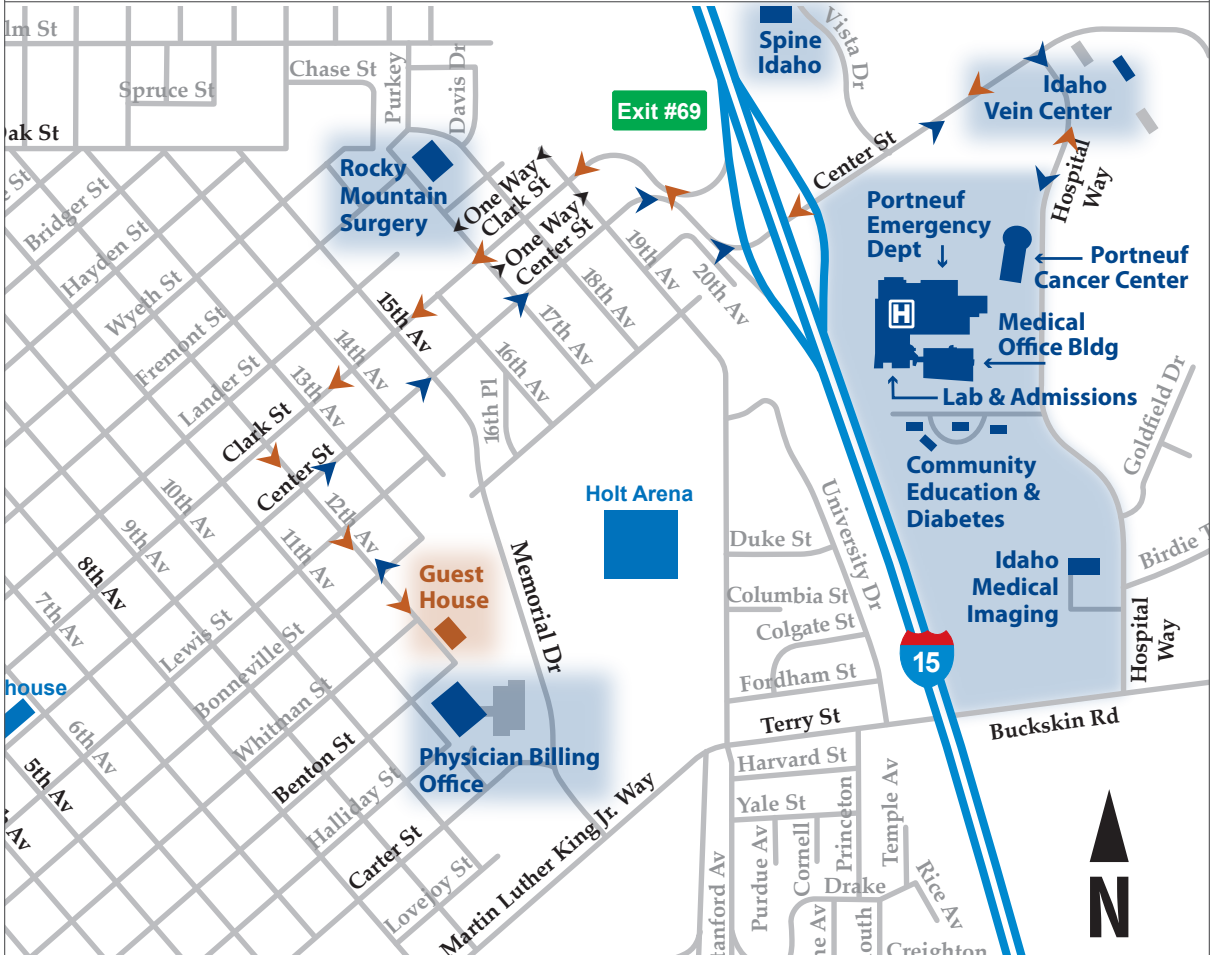 lm St
Spruce St
Chase St
Purkey
Davis Dr
Spine
Idaho
Vista Dr
Exit #69
Idaho
Vein Center
Oak St
Rocky
Mountain
Surgery
One Way
Clark St
One Way
Center St
Center St
Hospital
Way
Portneuf
Emergency
Dept
Portneuf
Cancer Center
H
Medical
Office Bldg
Lab & Admissions
Community
Education &
Diabetes
Idaho
Medical
Imaging
Goldfield Dr
Birdie T
Hospital
Way
e St
Bridger St
Hayden St
Wyeth St
Fremont St
Lander St
Clark St
Center St
15th Av
14th Av
13th Av
12th Av
11th Av
10th Av
9th Av
8th Av
7th Av
6th Av
5th Av
h Av
16th Av
16th Pl
17th Av
18th Av
19th Av
20th Av
Holt Arena
Guest
House
Memorial Dr
Lewis St
Bonneville St
Whitman St
Benton St
Halliday St
Carter St
Lovejoy St
house
Physician Billing
Office
Martin Luther King Jr. Way
University Dr
Duke St
Columbia St
Colgate St
Fordham St
Terry St
Buckskin Rd
15
Harvard St
Yale St
Purdue Av
Cornell
Princeton
Temple Av
Rice Av
Drake
tanford Av
ne Av
outh
Creighton
N